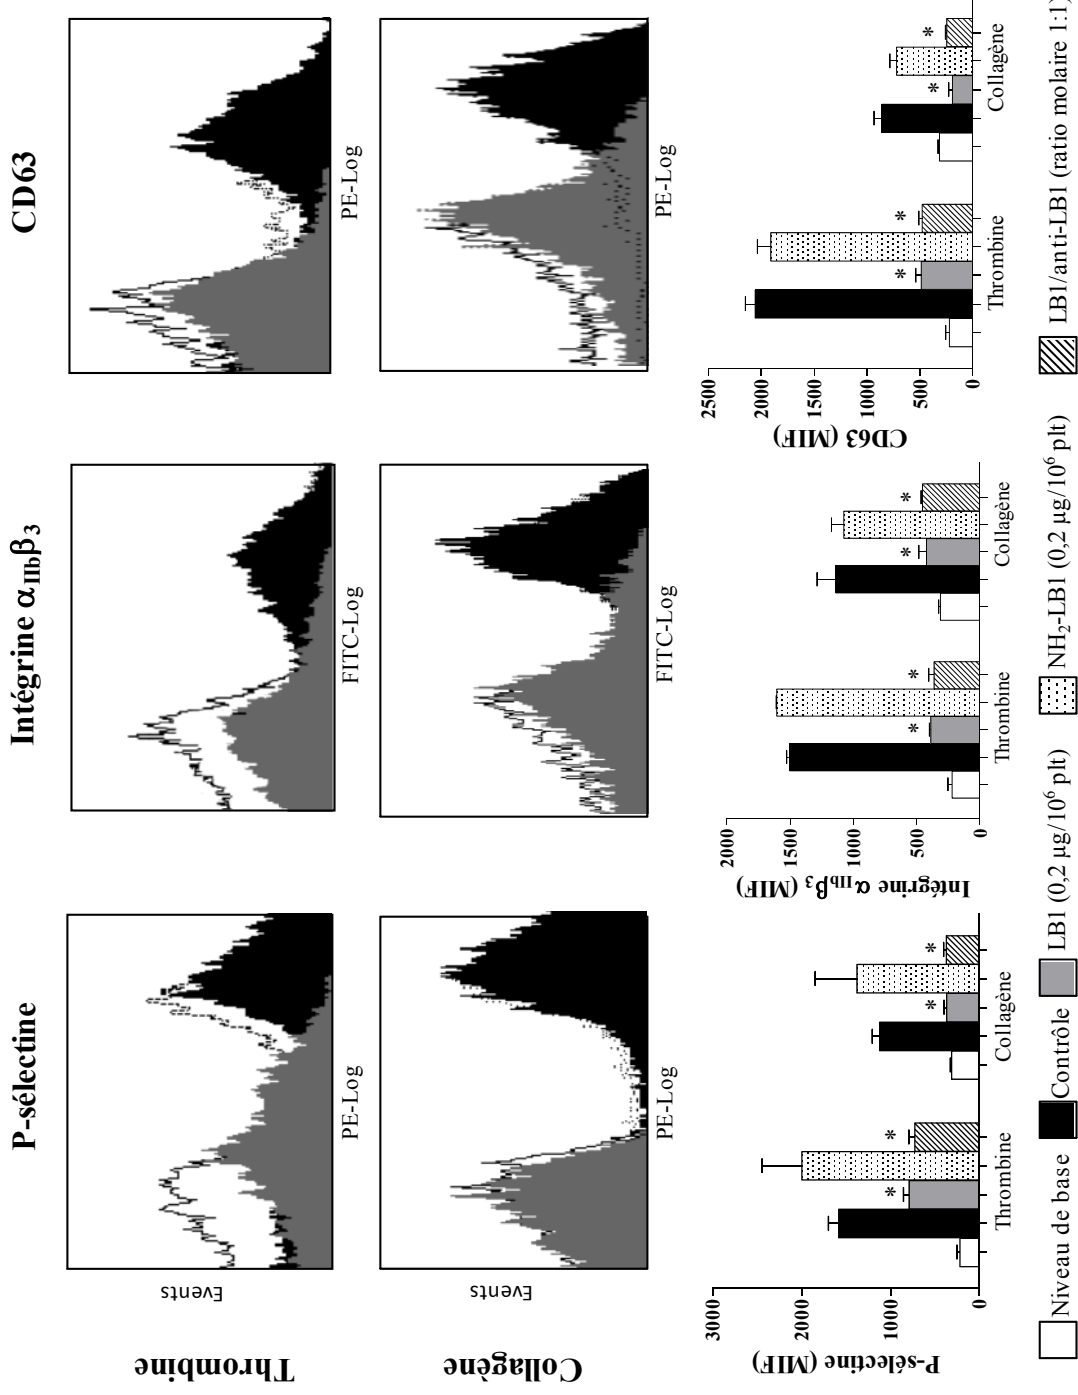 P-sélectine
Intégrine αIIbβ3
CD63
Thrombine
Events
PE-Log
FITC-Log
PE-Log
Collagène
Events
PE-Log
FITC-Log
PE-Log
P-sélectine (MIF)
3000
2000
1000
0
*
*
*
*
Thrombine
Collagène
Intégrine αIIbβ3 (MIF)
2000
1500
1000
500
0
*
*
*
*
Thrombine
Collagène
CD63 (MIF)
2500
2000
1500
1000
500
0
*
*
*
*
Thrombine
Collagène
Niveau de base
Contrôle
LB1 (0,2 µg/10⁶ plt)
NH₂-LB1 (0,2 µg/10⁶ plt)
LB1/anti-LB1 (ratio molaire 1:1)